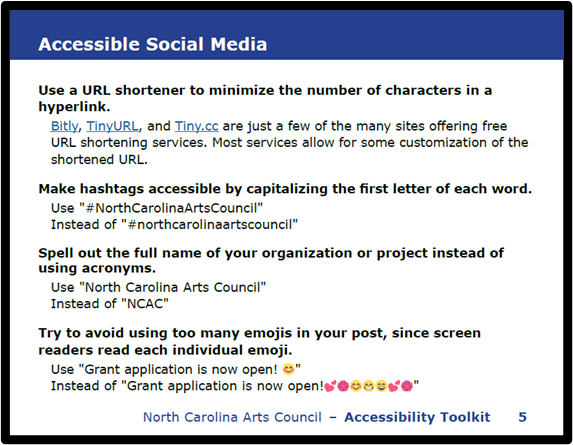 Accessible Social Media
Use a URL shortener to minimize the number of characters in a
hyperlink.
Bitly, TinyURL, and Tiny.cc are just a few of the many sites offering free
URL shortening services. Most services allow for some customization of the
shortened URL.
Make hashtags accessible by capitalizing the first letter of each word.
Use "#NorthCarolinaArtsCouncil"
Instead of "#northcarolinaartscouncil"
Spell out the full name of your organization or project instead of
using acronyms.
Use "North Carolina Arts Council"
Instead of "NCAC"
Try to avoid using too many emojis in your post, since screen
readers read each individual emoji.
Use "Grant application is now open! 😊"
Instead of "Grant application is now open!💕🌸😊😁😄💕🌸"
North Carolina Arts Council – Accessibility Toolkit 5